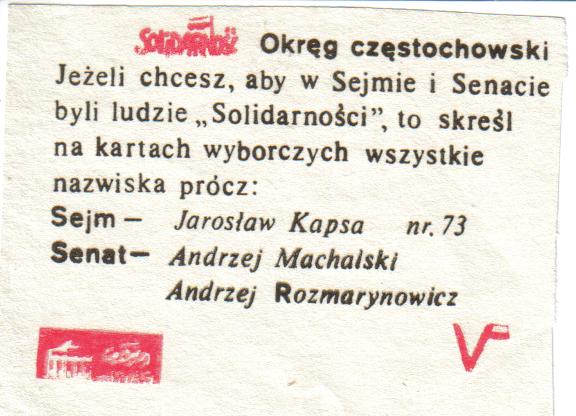 SOLIDARNOŚĆ Okręg częstochowski
Jeżeli chcesz, aby w Sejmie i Senacie
byli ludzie „Solidarności”, to skreśl
na kartach wyborczych wszystkie
nazwiska prócz:
Sejm – Jarosław Kapsa nr. 73
Senat – Andrzej Machalski
Andrzej Rozmarynowicz